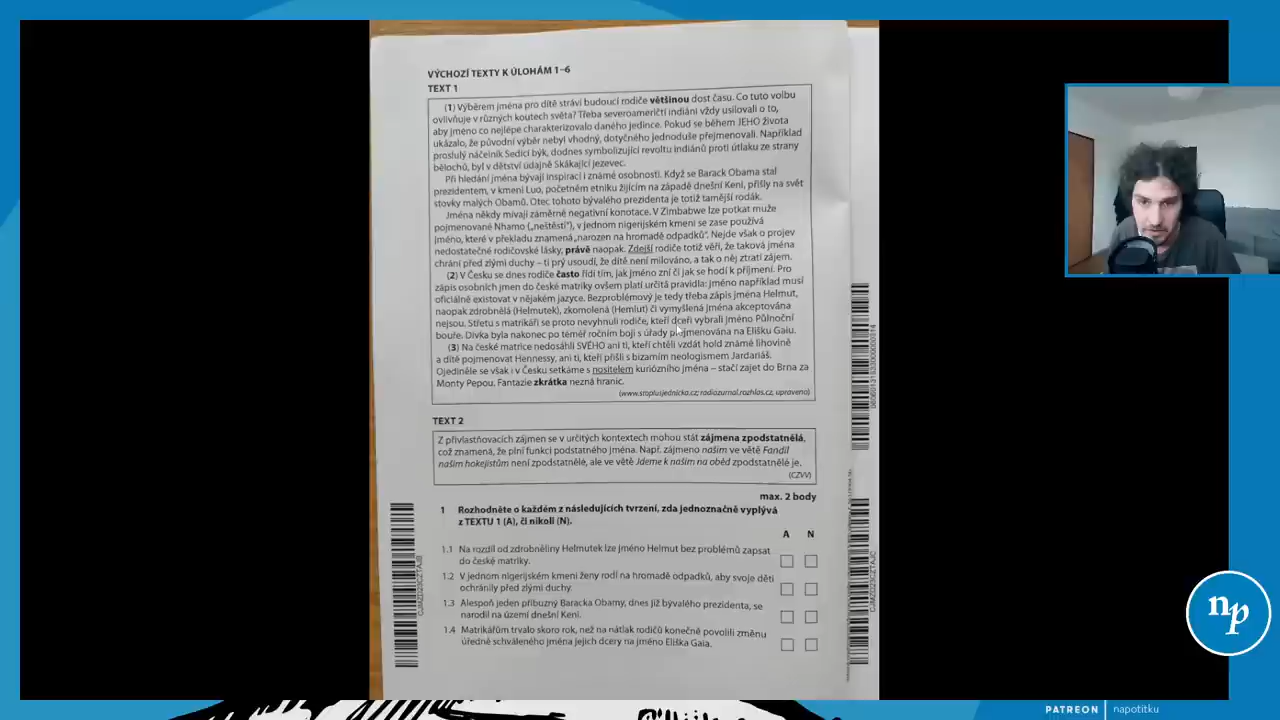 VÝCHOZÍ TEXTY K ÚLOHÁM 1–6
TEXT 1
(1) Výběrem jména pro dítě stráví budoucí rodiče většinou dost času. Co tuto volbu
ovlivňuje v různých koutech světa? Třeba severoameričtí indiáni vždy usilovali o to,
aby jméno co nejlépe charakterizovalo daného jedince. Pokud se během JEHO života
ukázalo, že původní výběr nebyl vhodný, dotyčného jednoduše přejmenovali. Například
proslulý náčelník Sedící býk, dodnes symbolizující revoltu indiánů proti útlaku ze strany
bělochů, byl v dětství údajně Skákající jezevec.
Při hledání jména bývají inspirací i známé osobnosti. Když se Barack Obama stal
prezidentem, v kmeni Luo, početném etniku žijícím na západě dnešní Keni, přišly na svět
stovky malých Obamů. Otec tohoto bývalého prezidenta je totiž tamější rodák.
Jména někdy mívají záměrně negativní konotace. V Zimbabwe lze potkat muže
pojmenované Nhamo („neštěstí“), v jednom nigerijském kmeni se zase používá
jméno, které v překladu znamená „narozen na hromadě odpadků“. Nejde však o projev
nedostatečné rodičovské lásky, právě naopak. Zdejší rodiče totiž věří, že taková jména
chrání před zlými duchy – ti prý usoudí, že dítě není milováno, a tak o něj ztratí zájem.
(2) V Česku se dnes rodiče často řídí tím, jak jméno zní či jak se hodí k příjmení. Pro
zápis osobních jmen do české matriky ovšem platí určitá pravidla: jméno například musí
oficiálně existovat v nějakém jazyce. Bezproblémový je tedy třeba zápis jména Helmut,
naopak zdrobnělá (Helmutek), zkomolená (Hemlut) či vymyšlená jména akceptována
nejsou. Střetu s matrikáři se proto nevyhnuli rodiče, kteří dceři vybrali jméno Půlnoční
bouře. Dívka byla nakonec po téměř ročním boji s úřady pojmenována na Elišku Gaiu.
(3) Na české matrice nedosáhli SVÉHO ani ti, kteří chtěli vzdát hold známé lihovině
a dítě pojmenovat Hennessy, ani ti, kteří přišli s bizarním neologismem Jardariáš.
Ojediněle se však i v Česku setkáme s nositelem kuriózního jména – stačí zajet do Brna za
Monty Pepou. Fantazie zkrátka nezná hranic.
(www.stoplusjednicka.cz; radiozurnal.rozhlas.cz, upraveno)
TEXT 2
Z přivlastňovacích zájmen se v určitých kontextech mohou stát zájmena zpodstatnělá,
což znamená, že plní funkci podstatného jména. Např. zájmeno našim ve větě Fandil
našim hokejistům není zpodstatnělé, ale ve větě Jdeme k našim na oběd zpodstatnělé je.
(CZVV)
max. 2 body
1 Rozhodněte o každém z následujících tvrzení, zda jednoznačně vyplývá
z TEXTU 1 (A), či nikoli (N).
A N
1.1 Na rozdíl od zdrobněliny Helmutek lze jméno Helmut bez problémů zapsat
do české matriky.
1.2 V jednom nigerijském kmeni ženy rodí na hromadě odpadků, aby svoje děti
ochránily před zlými duchy.
1.3 Alespoň jeden příbuzný Baracka Obamy, dnes již bývalého prezidenta, se
narodil na území dnešní Keni.
1.4 Matrikářům trvalo skoro rok, než na nátlak rodičů konečně povolili změnu
úředně schváleného jména jejich dcery na jméno Eliška Gaia.
np
PATREON | napotitku